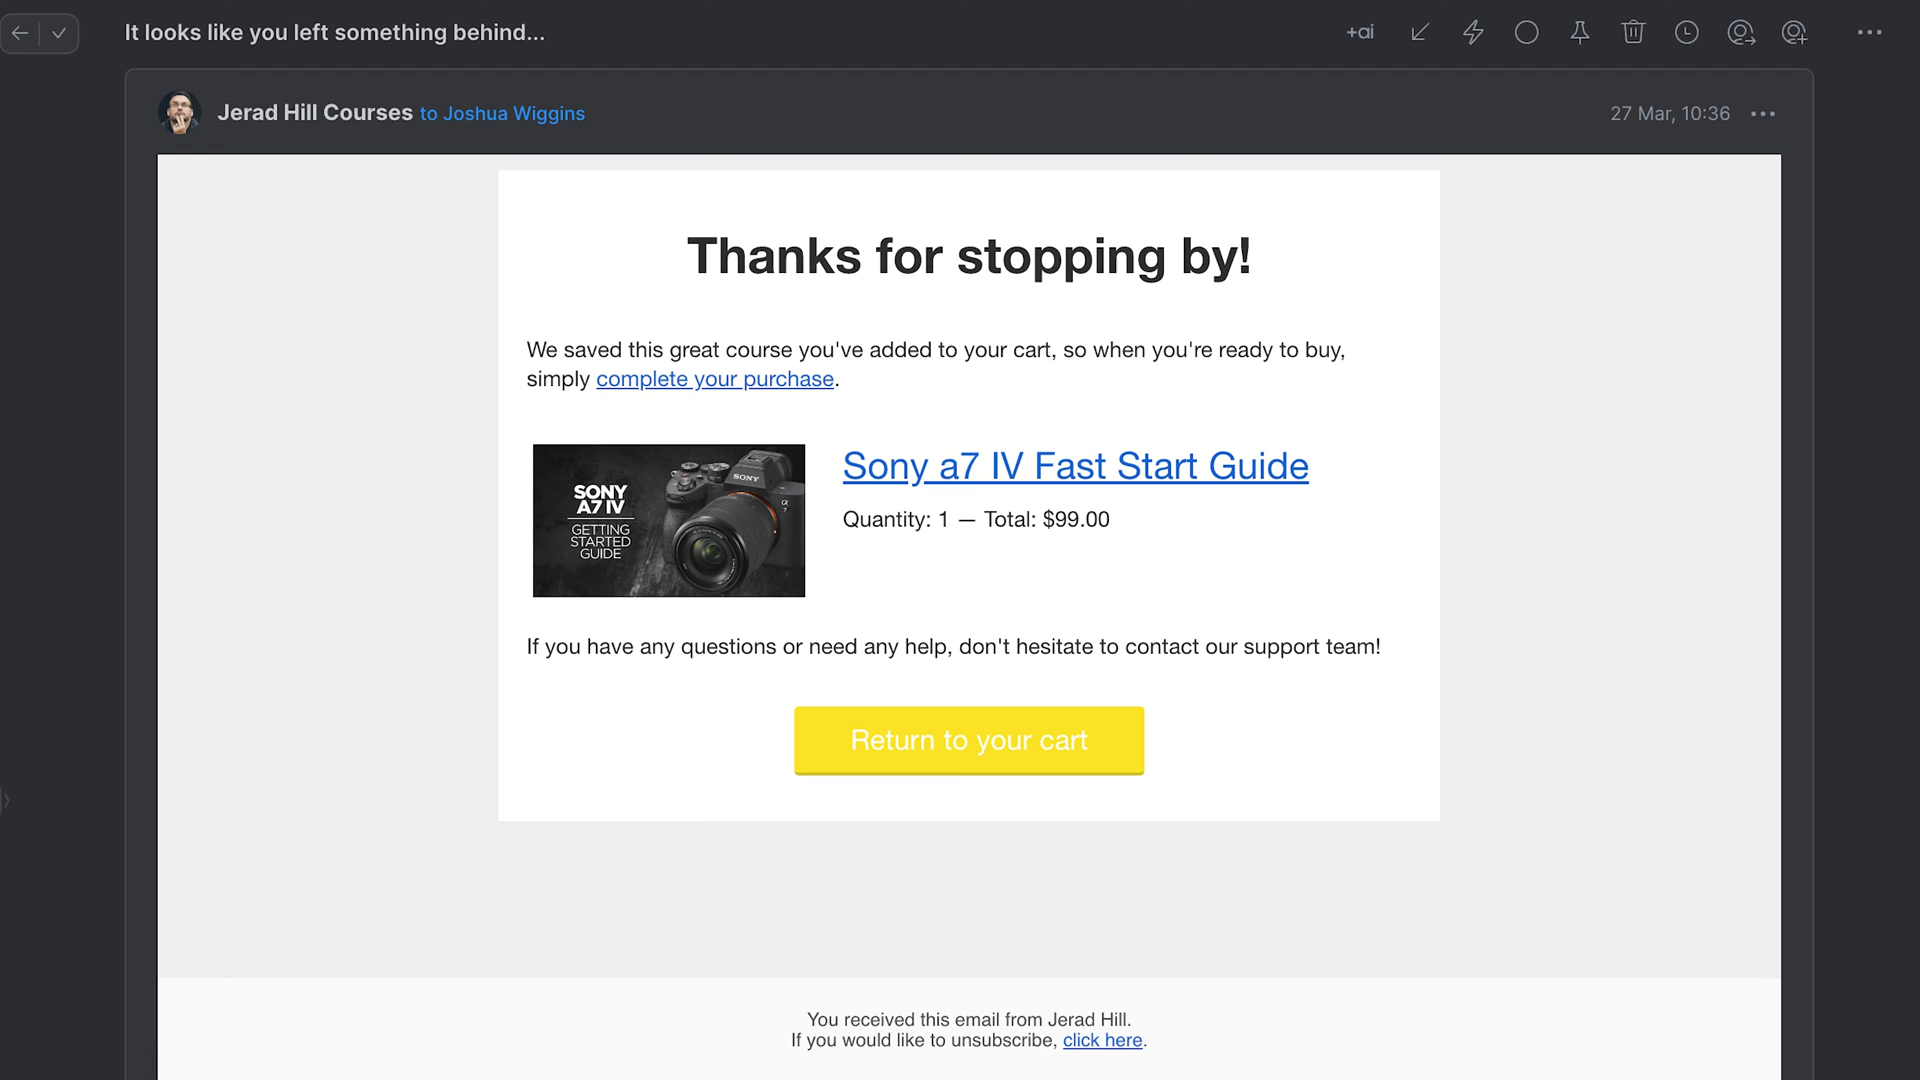 It looks like you left something behind...
+ai
Jerad Hill Courses to Joshua Wiggins
27 Mar, 10:36
Thanks for stopping by!
We saved this great course you've added to your cart, so when you're ready to buy,
simply complete your purchase.
SONY
A7 IV
GETTING
STARTED
GUIDE
SONY
α
7
Sony a7 IV Fast Start Guide
Quantity: 1 — Total: $99.00
If you have any questions or need any help, don't hesitate to contact our support team!
Return to your cart
You received this email from Jerad Hill.
If you would like to unsubscribe, click here.